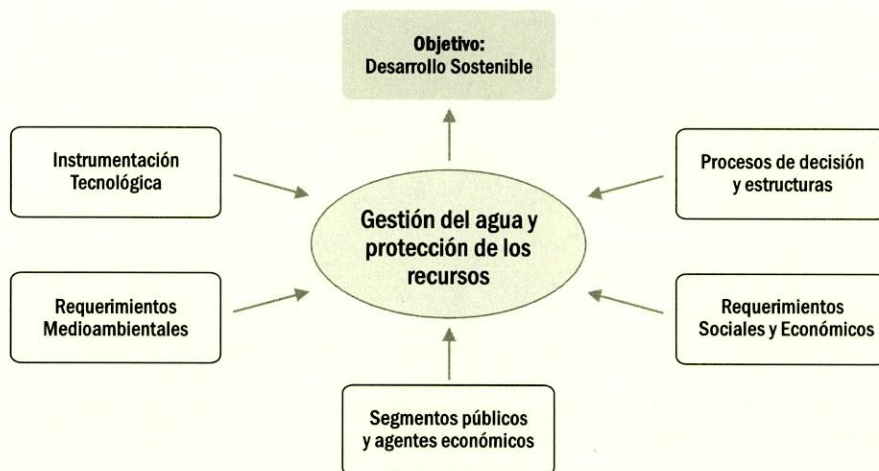 Objetivo:
Desarrollo Sostenible
Instrumentación
Tecnológica
Procesos de decisión
y estructuras
Gestión del agua y
protección de los
recursos
Requerimientos
Medioambientales
Requerimientos
Sociales y Económicos
Segmentos públicos
y agentes económicos